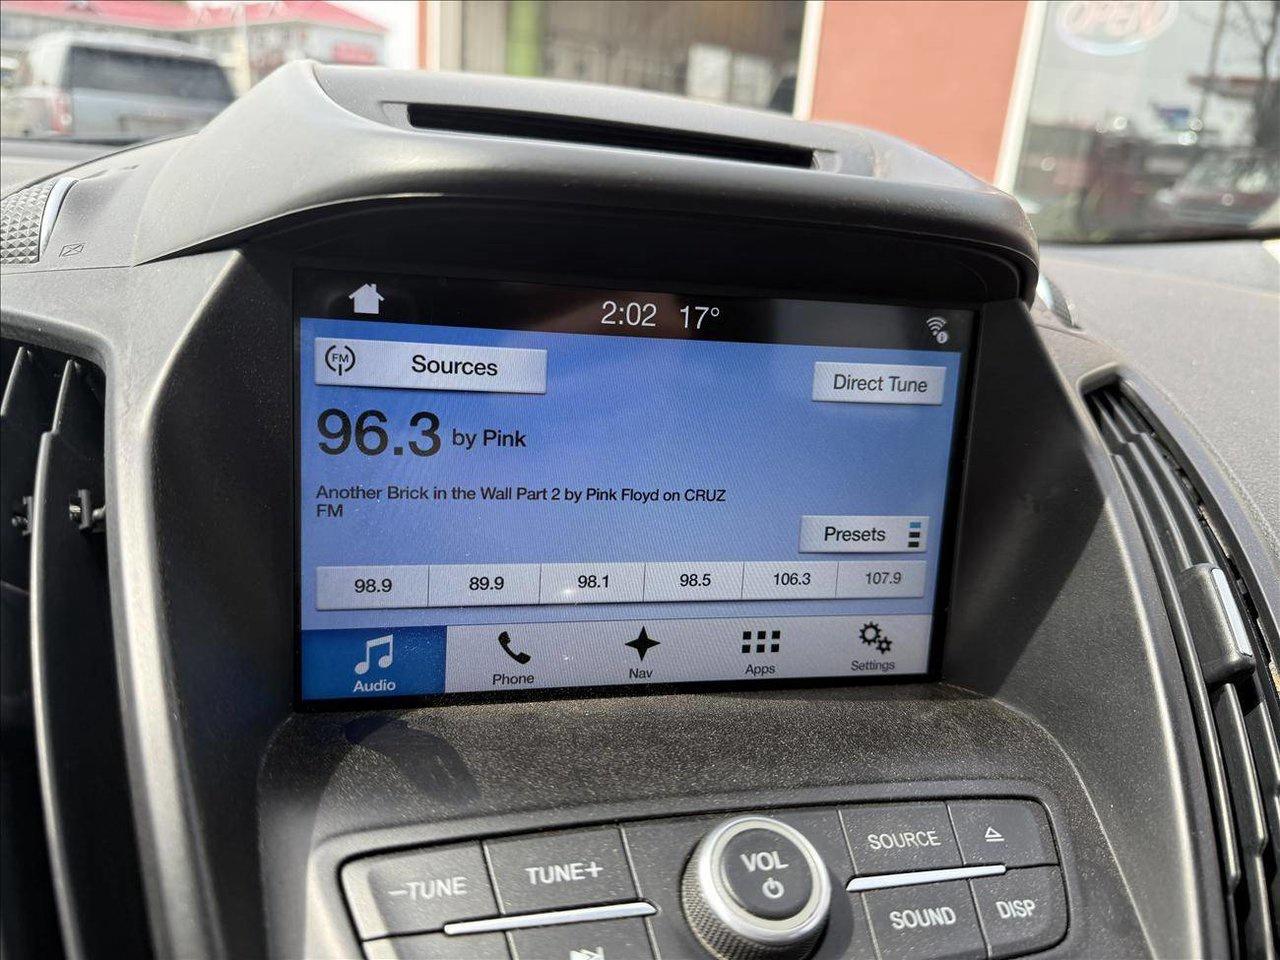 OPEN
2:02 17°
FM Sources
Direct Tune
96.3 by Pink
Another Brick in the Wall Part 2 by Pink Floyd on CRUZ
FM
Presets
98.9 89.9 98.1 98.5 106.3 107.9
Audio Phone Nav Apps Settings
–TUNE TUNE+ VOL SOURCE
SOUND DISP